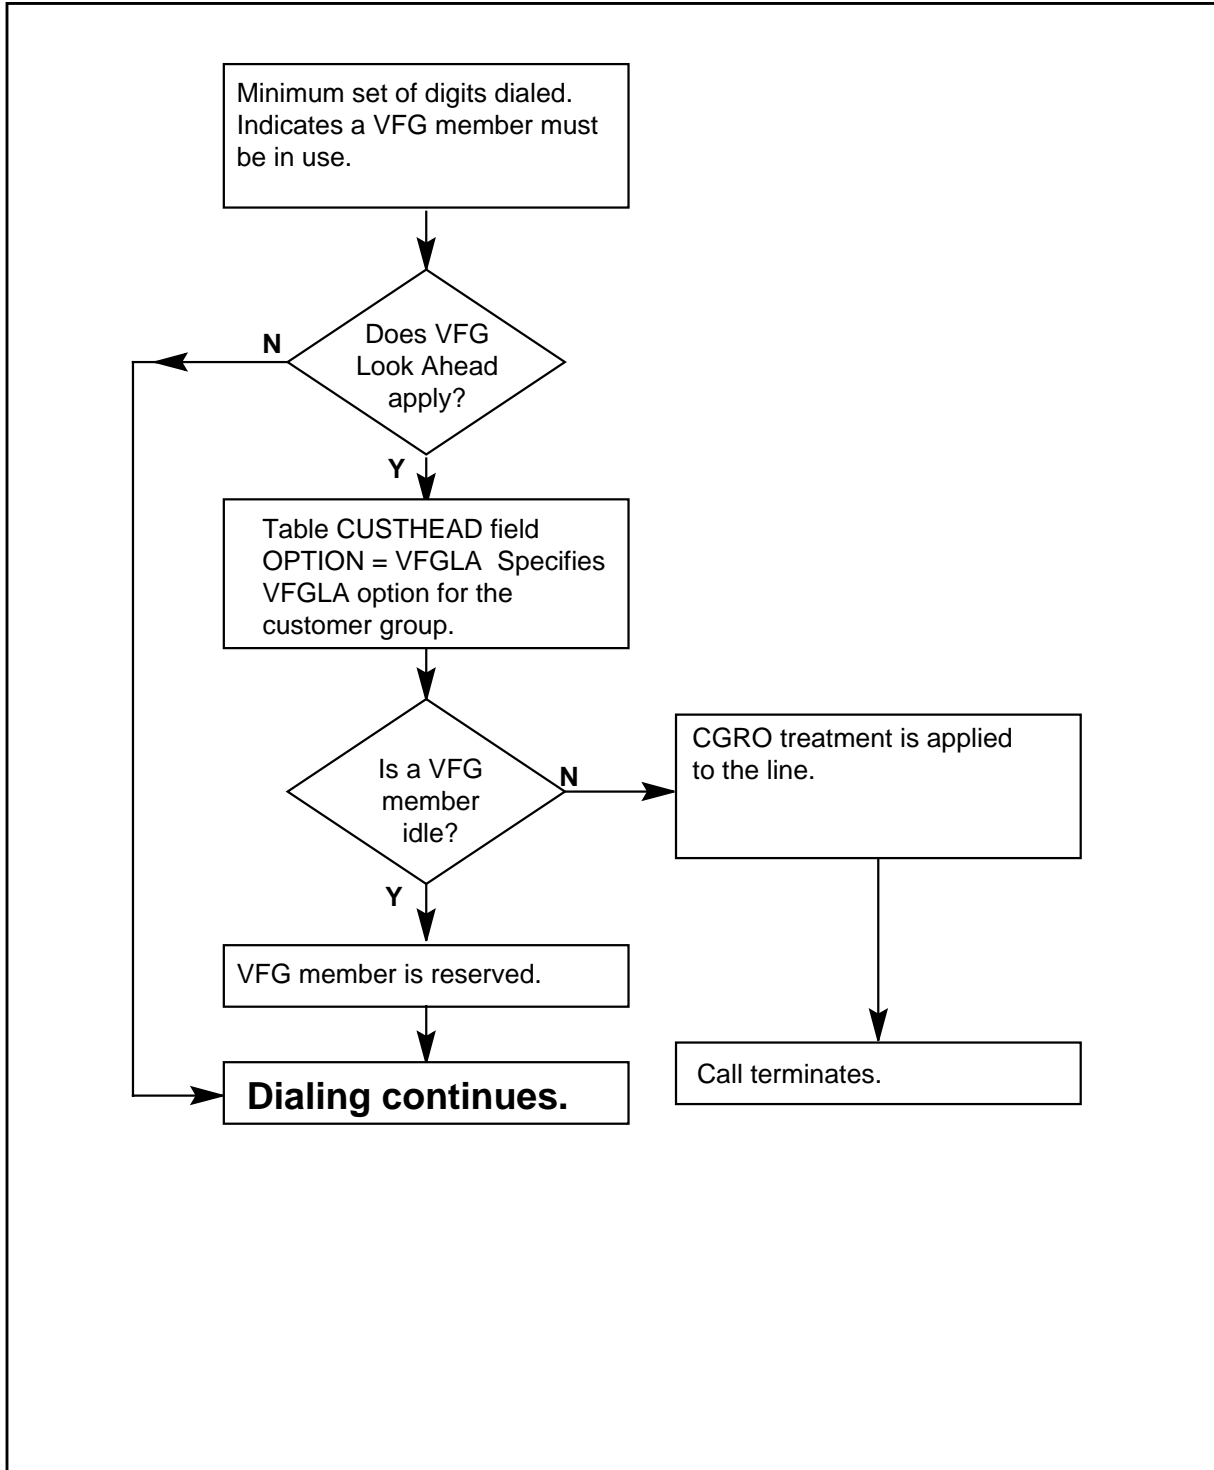 Minimum set of digits dialed.
Indicates a VFG member must
be in use.
Does VFG
Look Ahead
apply?
N
Y
Table CUSTHEAD field
OPTION = VFGLA  Specifies
VFGLA option for the
customer group.
Is a VFG
member
idle?
N
CGRO treatment is applied
to the line.
Y
VFG member is reserved.
Call terminates.
Dialing continues.